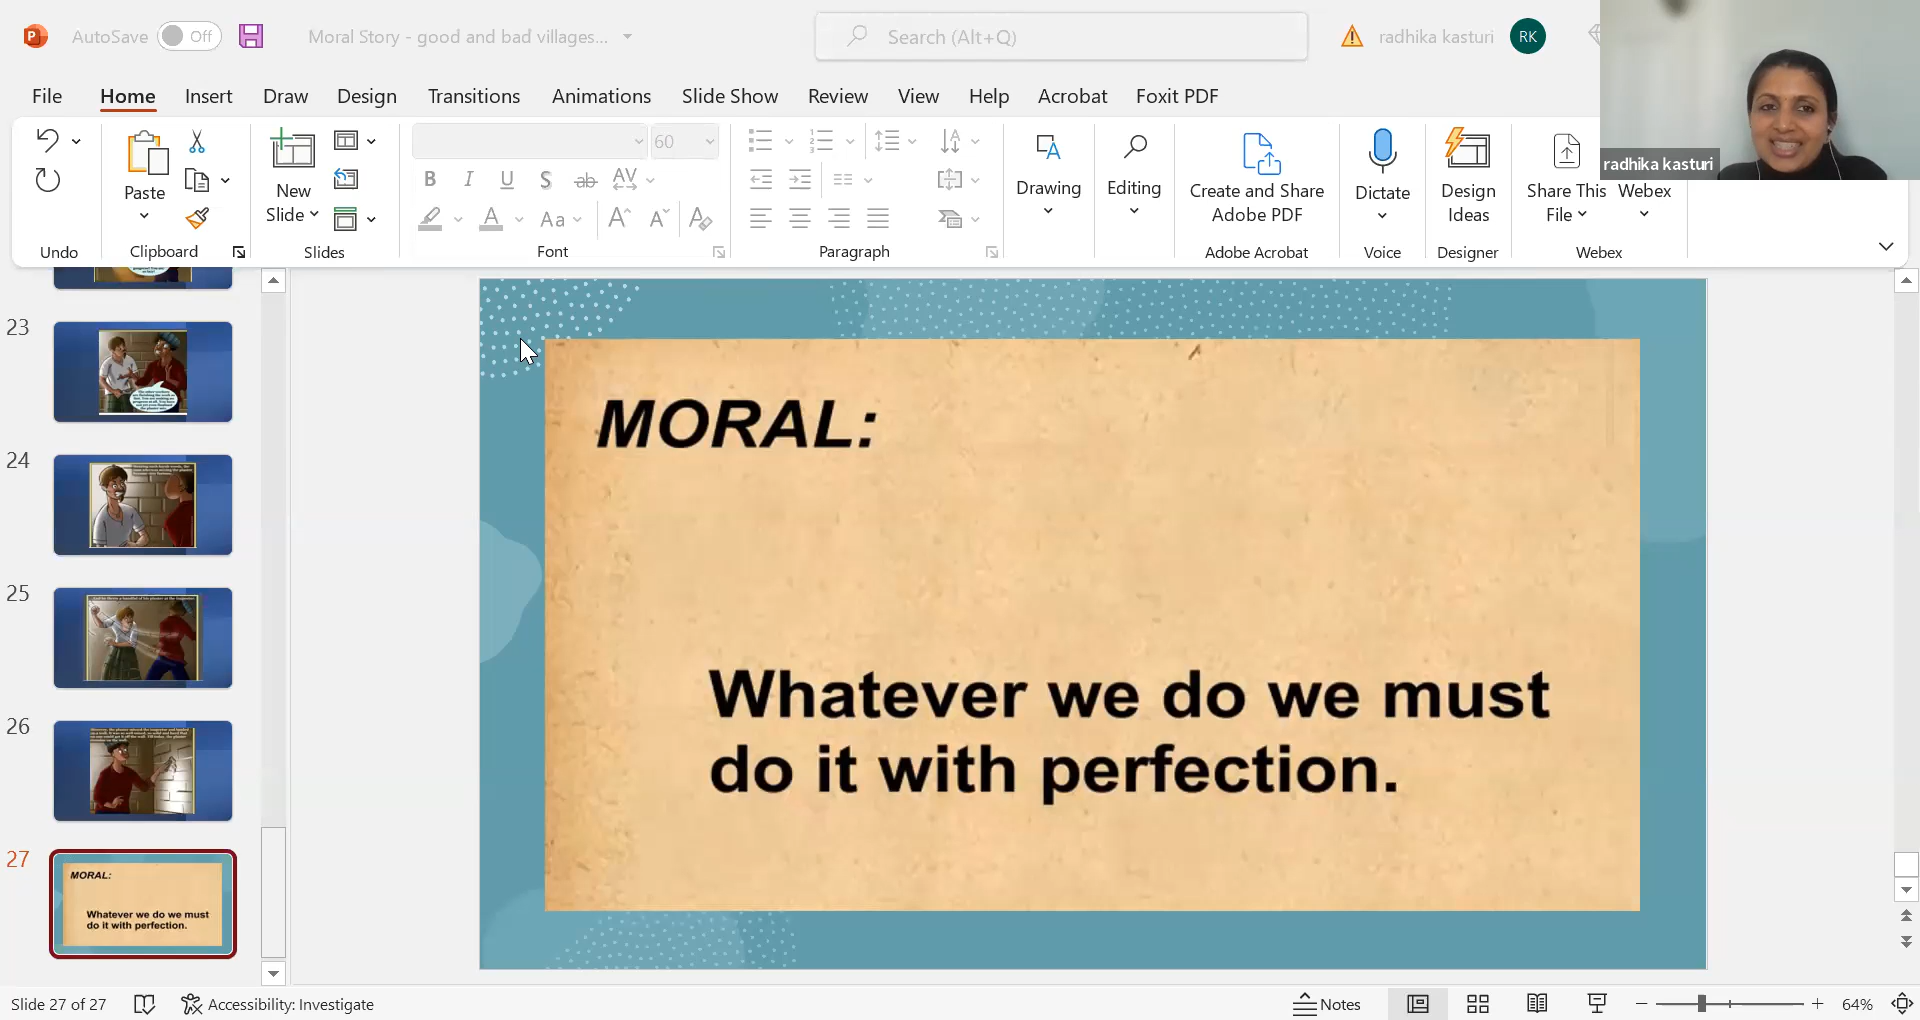 AutoSave Off Moral Story - good and bad villages... Search (Alt+Q) radhika kasturi RK
File Home Insert Draw Design Transitions Animations Slide Show Review View Help Acrobat Foxit PDF
radhika kasturi
Paste
New
Slide
60
B I U S ab AV
A Aa A A A
Drawing
Editing
Create and Share
Adobe PDF
Dictate
Design
Ideas
Share This
File
Webex
Undo Clipboard Slides Font Paragraph Adobe Acrobat Voice Designer Webex
23
24
25
26
27
MORAL:
Whatever we do we must
do it with perfection.
MORAL:
Whatever we do we must
do it with perfection.
Slide 27 of 27 Accessibility: Investigate Notes 64%